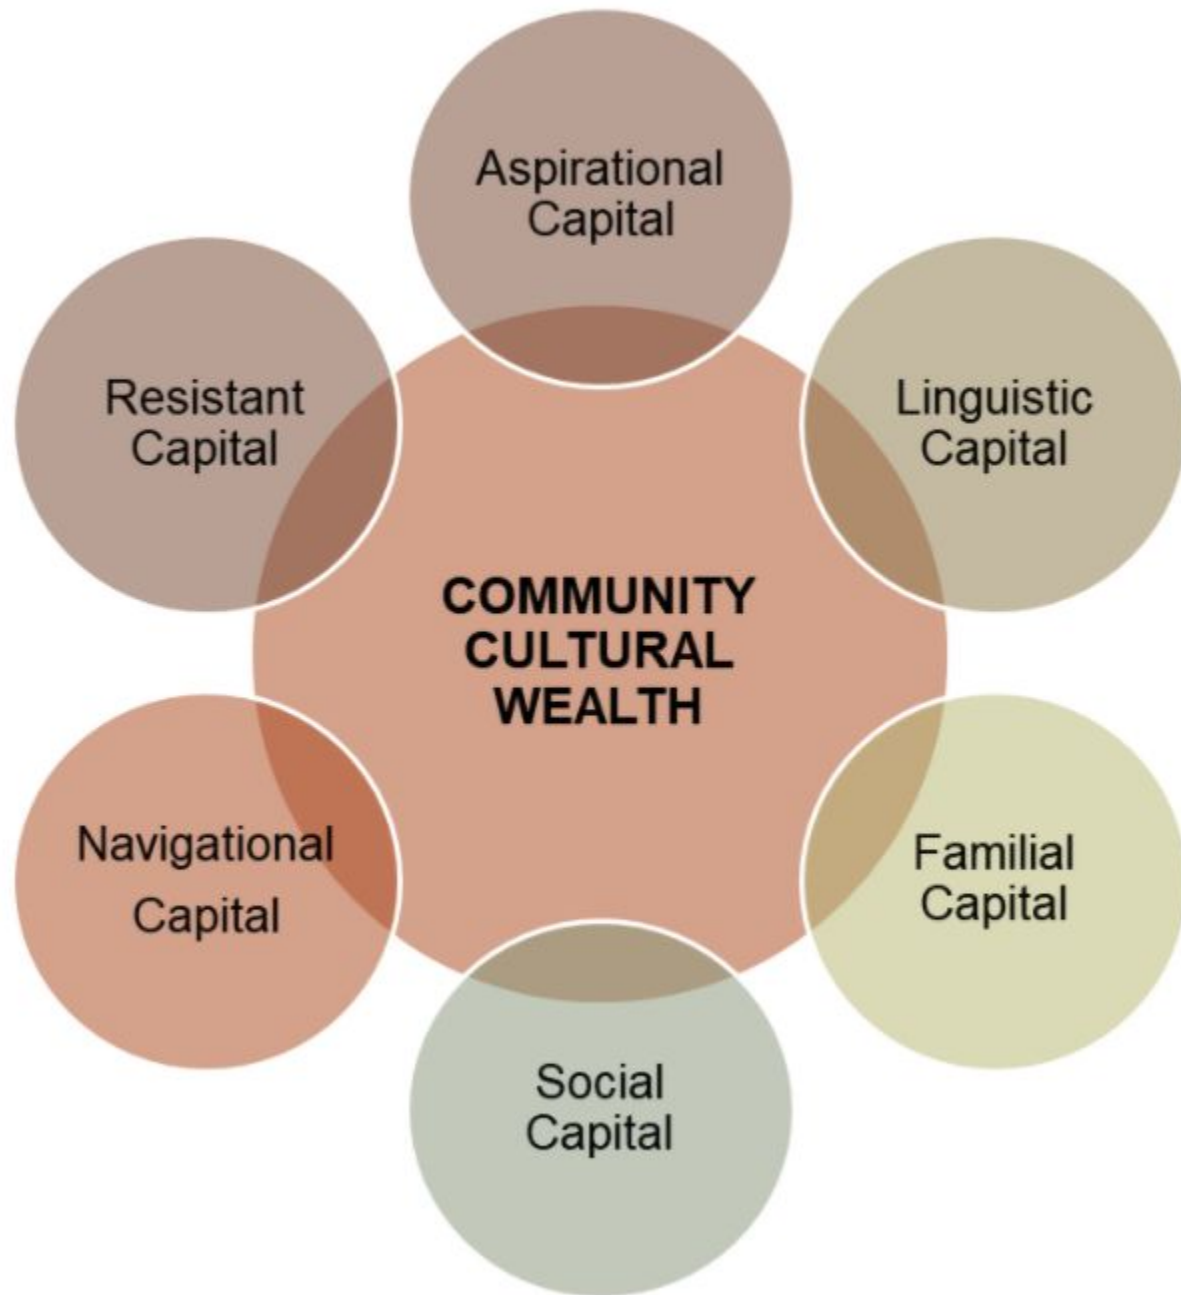 Aspirational
Capital
Resistant
Capital
Linguistic
Capital
COMMUNITY
CULTURAL
WEALTH
Navigational
Capital
Familial
Capital
Social
Capital